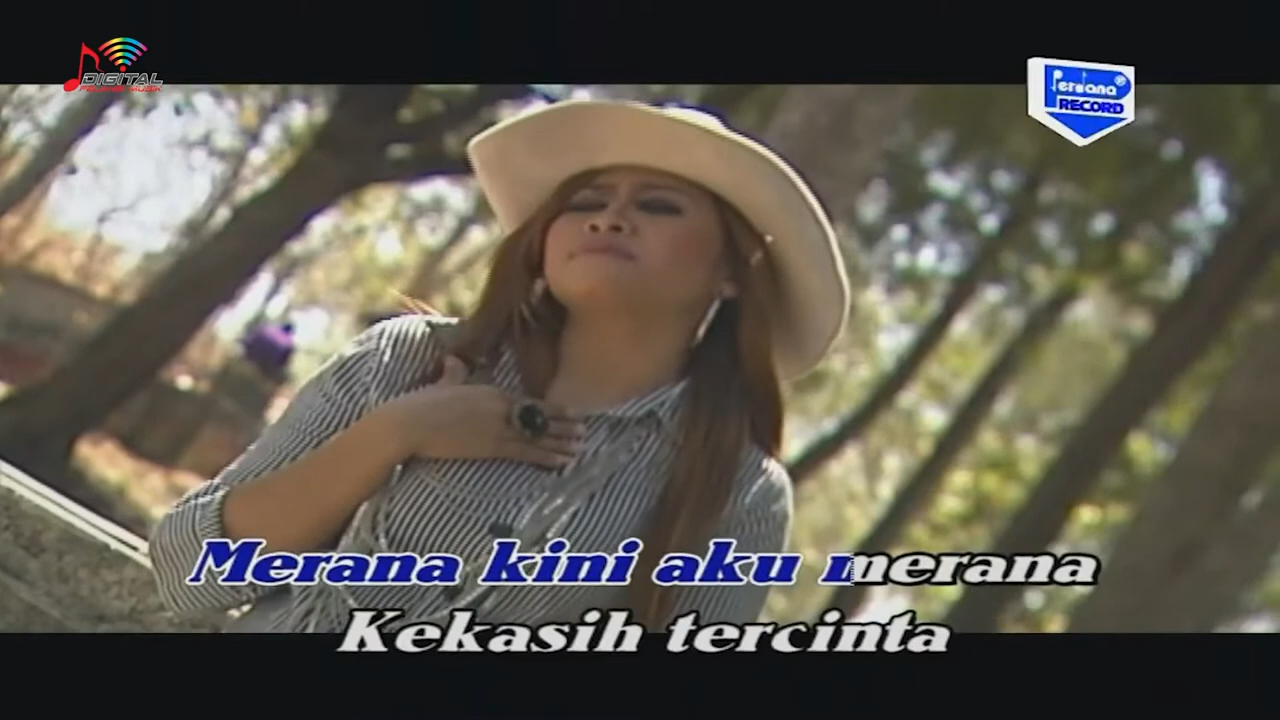 DIGITAL
Perdana®
RECORD
Merana kini aku merana
Kekasih tercinta